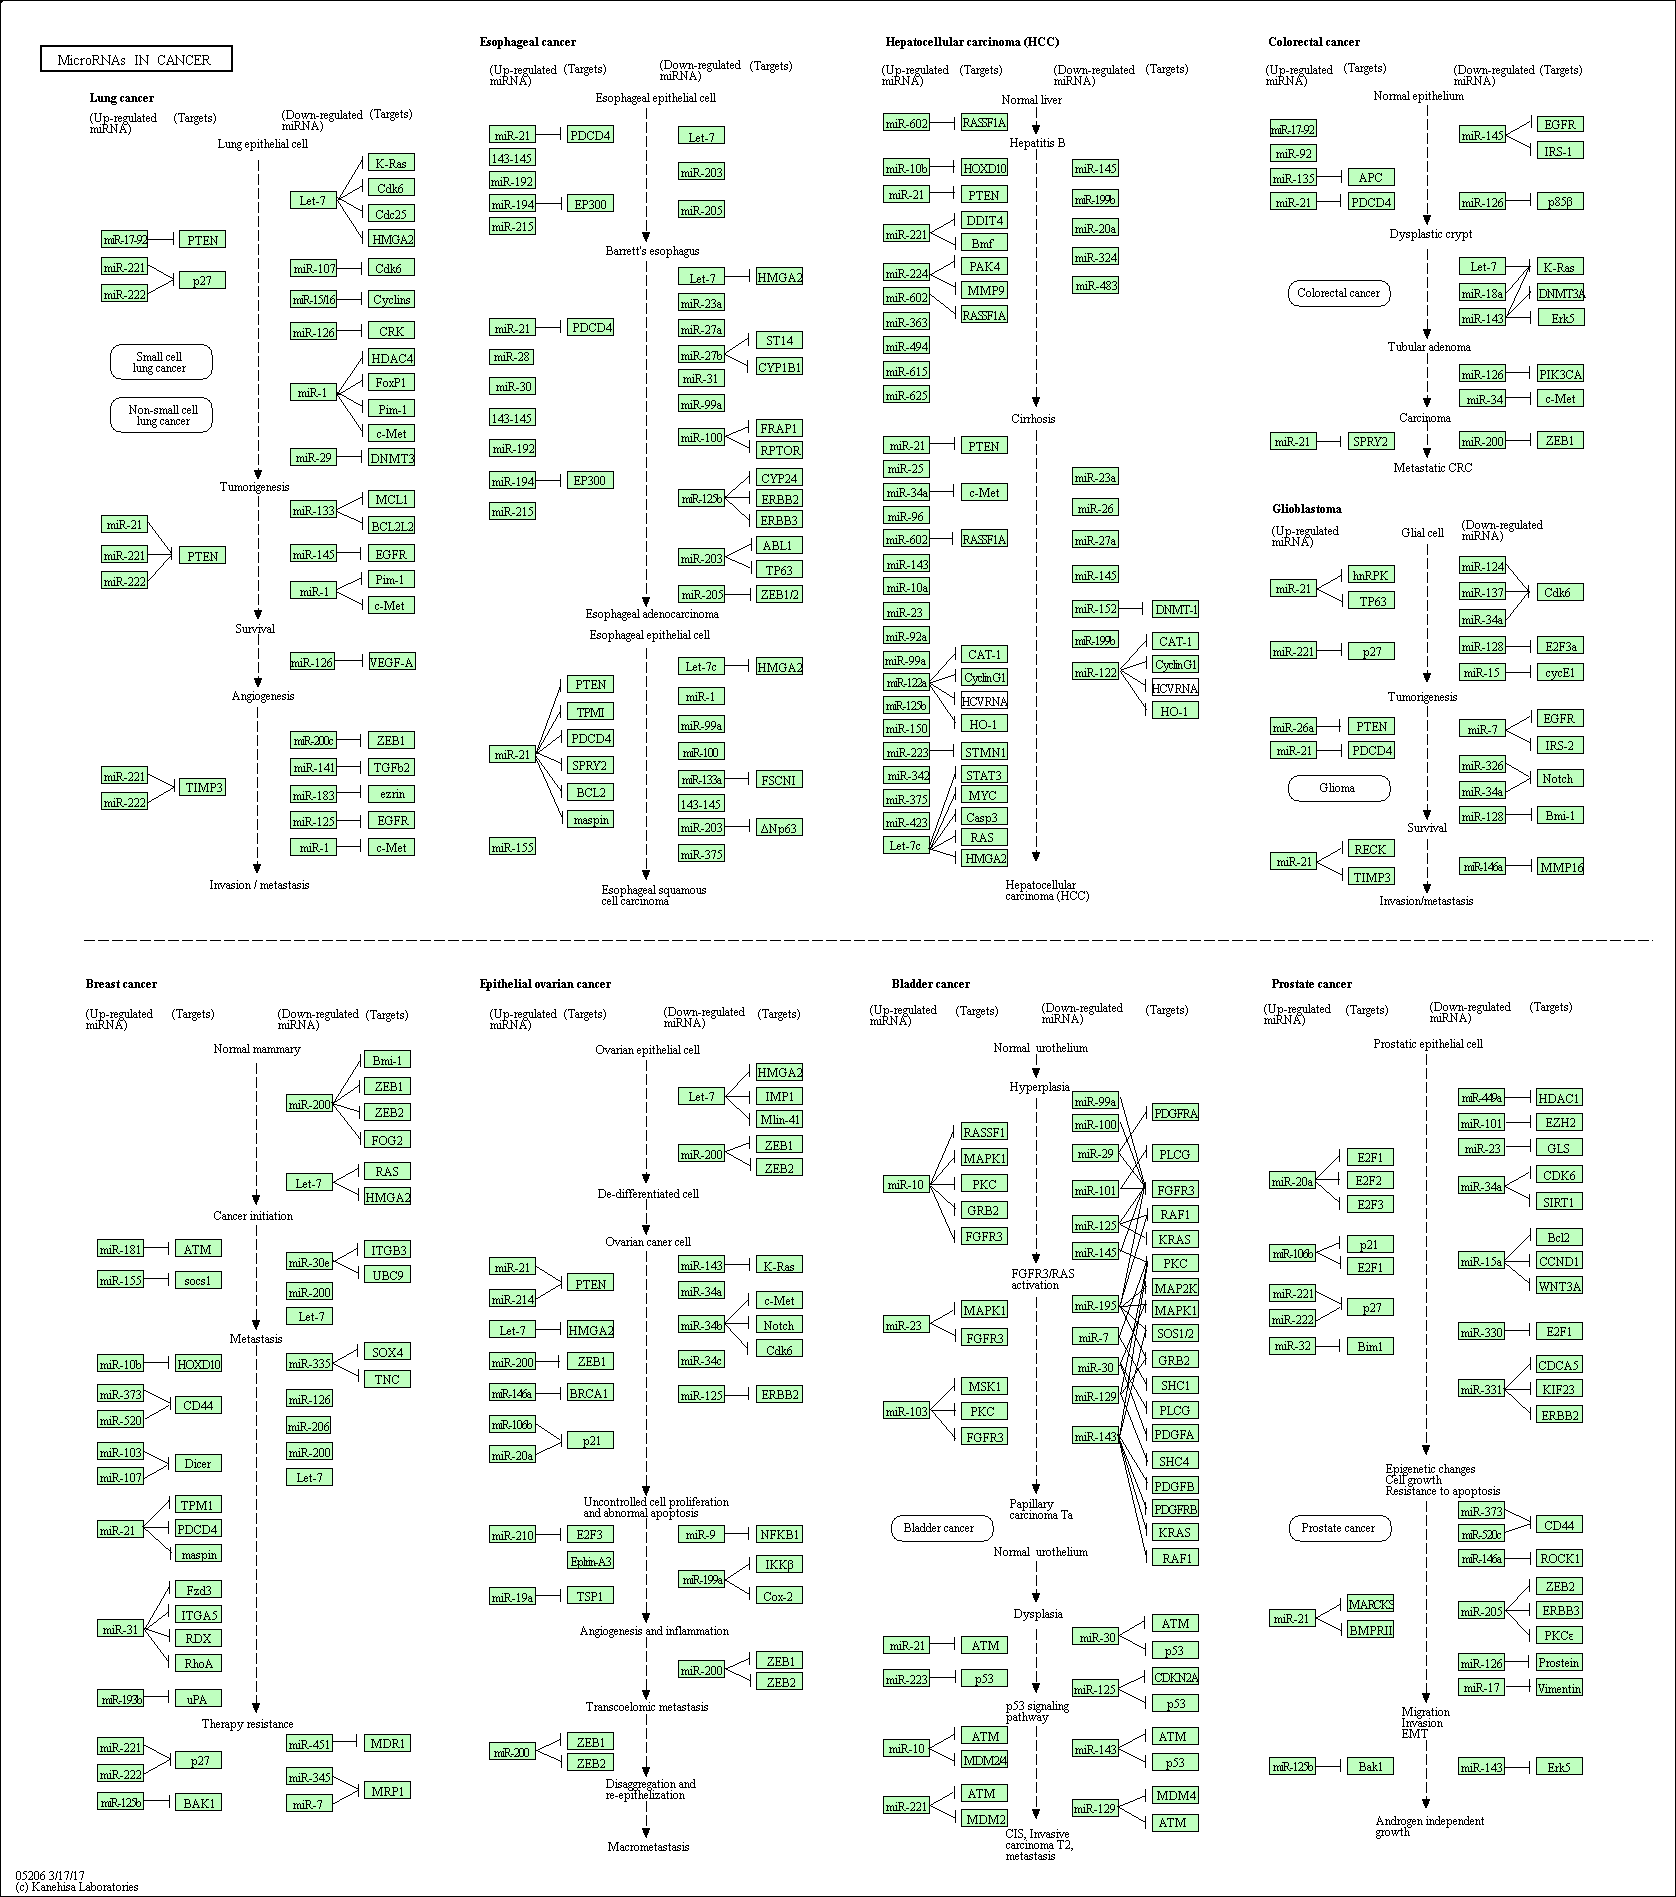 MicroRNAs IN CANCER
Lung cancer
(Up-regulated
miRNA)
(Targets)
(Down-regulated
miRNA)
(Targets)
Lung epithelial cell
Let-7
K-Ras
Cdk6
Cdc25
HMGA2
miR-17-92
PTEN
miR-221
miR-222
p27
miR-107
Cdk6
miR-15/16
Cyclins
miR-126
CRK
Small cell
lung cancer
Non-small cell
lung cancer
miR-1
HDAC4
FoxP1
Pim-1
c-Met
miR-29
DNMT3
Tumorigenesis
miR-21
miR-221
miR-222
PTEN
miR-133
MCL1
BCL2L2
miR-145
EGFR
miR-1
Pim-1
c-Met
Survival
miR-126
VEGF-A
Angiogenesis
miR-221
miR-222
TIMP3
miR-200c
ZEB1
miR-141
TGFb2
miR-183
ezrin
miR-125
EGFR
miR-1
c-Met
Invasion / metastasis
Esophageal cancer
(Up-regulated
miRNA)
(Targets)
(Down-regulated
miRNA)
(Targets)
Esophageal epithelial cell
miR-21
PDCD4
143-145
miR-192
miR-194
EP300
miR-215
Let-7
miR-203
miR-205
Barrett's esophagus
miR-21
PDCD4
miR-28
miR-30
143-145
miR-192
miR-194
EP300
miR-215
Let-7
HMGA2
miR-23a
miR-27a
miR-27b
ST14
CYP1B1
miR-31
miR-99a
miR-100
FRAP1
RPTOR
miR-125b
CYP24
ERBB2
ERBB3
miR-203
ABL1
TP63
miR-205
ZEB1/2
Esophageal adenocarcinoma
Esophageal epithelial cell
miR-21
PTEN
TPM1
PDCD4
SPRY2
BCL2
maspin
miR-155
Let-7c
HMGA2
miR-1
miR-99a
miR-100
miR-133a
FSCN1
143-145
miR-203
ΔNp63
miR-375
Esophageal squamous
cell carcinoma
Hepatocellular carcinoma (HCC)
(Up-regulated
miRNA)
(Targets)
(Down-regulated
miRNA)
(Targets)
Normal liver
miR-602
RASSF1A
Hepatitis B
miR-10b
HOXD10
miR-21
PTEN
miR-221
DDIT4
Bmf
miR-224
PAK4
MMP9
miR-602
RASSF1A
miR-363
miR-494
miR-615
miR-625
miR-145
miR-199b
miR-20a
miR-324
miR-483
Cirrhosis
miR-21
PTEN
miR-25
miR-34a
c-Met
miR-96
miR-602
RASSF1A
miR-143
miR-10a
miR-23
miR-92a
miR-99a
miR-122a
CAT-1
CyclinG1
HCVRNA
HO-1
miR-125b
miR-150
miR-223
STMN1
miR-342
miR-375
miR-423
Let-7c
STAT3
MYC
Casp3
RAS
HMGA2
miR-23a
miR-26
miR-27a
miR-145
miR-152
DNMT-1
miR-199b
miR-122
CAT-1
CyclinG1
HCVRNA
HO-1
Hepatocellular
carcinoma (HCC)
Colorectal cancer
(Up-regulated
miRNA)
(Targets)
(Down-regulated
miRNA)
(Targets)
Normal epithelium
miR-17-92
miR-92
miR-135
APC
miR-21
PDCD4
miR-145
EGFR
IRS-1
miR-126
p85β
Dysplastic crypt
Colorectal cancer
Let-7
miR-18a
miR-143
K-Ras
DNMT3A
Erk5
Tubular adenoma
miR-126
PIK3CA
miR-34
c-Met
Carcinoma
miR-21
SPRY2
miR-200
ZEB1
Metastatic CRC
Glioblastoma
(Up-regulated
miRNA)
(Targets)
Glial cell
(Down-regulated
miRNA)
miR-21
hnRPK
TP63
miR-221
p27
miR-124
miR-137
miR-34a
Cdk6
miR-128
E2F3a
miR-15
cycE1
Tumorigenesis
miR-26a
PTEN
miR-21
PDCD4
Glioma
miR-7
EGFR
IRS-2
miR-326
miR-34a
Notch
miR-128
Bmi-1
Survival
miR-21
RECK
TIMP3
miR-146a
MMP16
Invasion/metastasis
Breast cancer
(Up-regulated
miRNA)
(Targets)
(Down-regulated
miRNA)
(Targets)
Normal mammary
miR-200
Bmi-1
ZEB1
ZEB2
FOG2
Let-7
RAS
HMGA2
Cancer initiation
miR-181
ATM
miR-155
socs1
miR-30e
ITGB3
UBC9
miR-200
Let-7
Metastasis
miR-10b
HOXD10
miR-373
miR-520
CD44
miR-103
miR-107
Dicer
miR-21
TPM1
PDCD4
maspin
miR-31
Fzd3
ITGA5
RDX
RhoA
miR-193b
uPA
miR-335
SOX4
TNC
miR-126
miR-206
miR-200
Let-7
Therapy resistance
miR-221
miR-222
p27
miR-125b
BAK1
miR-451
MDR1
miR-345
miR-7
MRP1
Epithelial ovarian cancer
(Up-regulated
miRNA)
(Targets)
(Down-regulated
miRNA)
(Targets)
Ovarian epithelial cell
Let-7
HMGA2
IMP1
Mlin-41
miR-200
ZEB1
ZEB2
De-differentiated cell
Ovarian caner cell
miR-21
miR-214
PTEN
Let-7
HMGA2
miR-200
ZEB1
miR-146a
BRCA1
miR-106b
miR-20a
p21
miR-143
K-Ras
miR-34a
miR-34b
c-Met
Notch
Cdk6
miR-34c
miR-125
ERBB2
Uncontrolled cell proliferation
and abnormal apoptosis
miR-210
E2F3
Ephrin-A3
miR-19a
TSP1
miR-9
NFKB1
miR-199a
IKKβ
Cox-2
Angiogenesis and inflammation
miR-200
ZEB1
ZEB2
Transcoelomic metastasis
miR-200
ZEB1
ZEB2
Disaggregation and
re-epithelization
Macrometastasis
Bladder cancer
(Up-regulated
miRNA)
(Targets)
(Down-regulated
miRNA)
(Targets)
Normal urothelium
Hyperplasia
miR-10
RASSF1
MAPK1
PKC
GRB2
FGFR3
miR-23
MAPK1
FGFR3
miR-103
MSK1
PKC
FGFR3
FGFR3/RAS
activation
miR-99a
miR-100
miR-29
miR-101
miR-125
miR-145
miR-195
miR-7
miR-30
miR-129
miR-143
PDGFRA
PLCG
FGFR3
RAF1
KRAS
PKC
MAP2K
MAPK1
SOS1/2
GRB2
SHC1
PLCG
PDGFA
SHC4
PDGFB
PDGFRB
KRAS
RAF1
Papillary
carcinoma Ta
Bladder cancer
Normal urothelium
Dysplasia
miR-21
ATM
miR-223
p53
miR-30
ATM
p53
miR-125
CDKN2A
p53
p53 signaling
pathway
miR-10
ATM
MDM2/4
miR-221
ATM
MDM2
miR-143
ATM
p53
miR-129
MDM4
ATM
CIS, Invasive
carcinoma T2,
metastasis
Prostate cancer
(Up-regulated
miRNA)
(Targets)
(Down-regulated
miRNA)
(Targets)
Prostatic epithelial cell
miR-20a
E2F1
E2F2
E2F3
miR-106b
p21
E2F1
miR-221
miR-222
p27
miR-32
Bim1
miR-449a
HDAC1
miR-101
EZH2
miR-23
GLS
miR-34a
CDK6
SIRT1
miR-15a
Bcl2
CCND1
WNT3A
miR-330
E2F1
miR-331
CDCA5
KIF23
ERBB2
Epigenetic changes
Cell growth
Resistance to apoptosis
Prostate cancer
miR-21
MARCKS
BMPRII
miR-373
miR-520c
CD44
miR-146a
ROCK1
miR-205
ZEB2
ERBB3
PKCε
miR-126
Prostein
miR-17
Vimentin
Migration
Invasion
EMT
miR-125b
Bak1
miR-143
Erk5
Androgen independent
growth
05206 3/17/17
(c) Kanehisa Laboratories